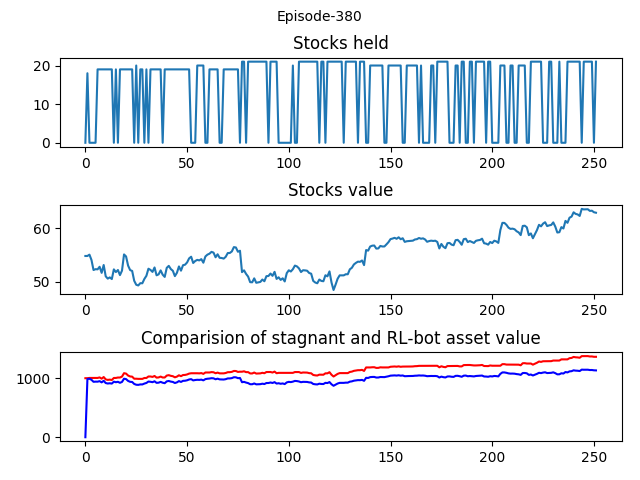 Episode-380
Stocks held
20
10
0
0 50 100 150 200 250
Stocks value
60
50
0 50 100 150 200 250
Comparision of stagnant and RL-bot asset value
1000
0
0 50 100 150 200 250